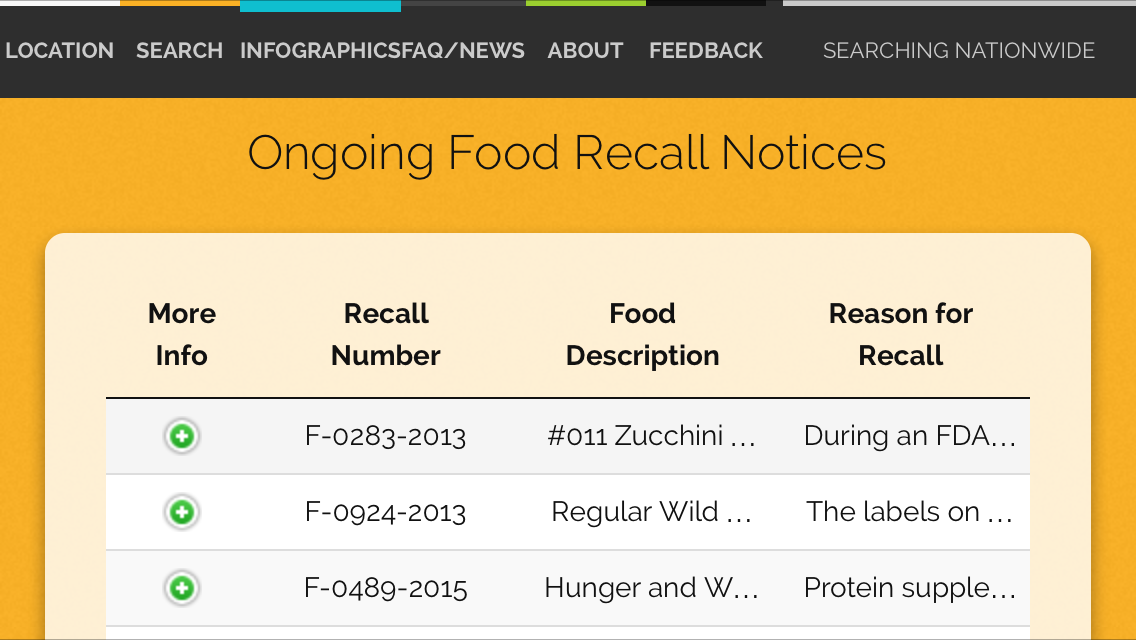 LOCATION SEARCH INFOGRAPHICSFAQ/NEWS ABOUT FEEDBACK SEARCHING NATIONWIDE
Ongoing Food Recall Notices
More Info Recall Number Food Description Reason for Recall
F-0283-2013 #011 Zucchini ... During an FDA...
F-0924-2013 Regular Wild ... The labels on ...
F-0489-2015 Hunger and W... Protein supple...